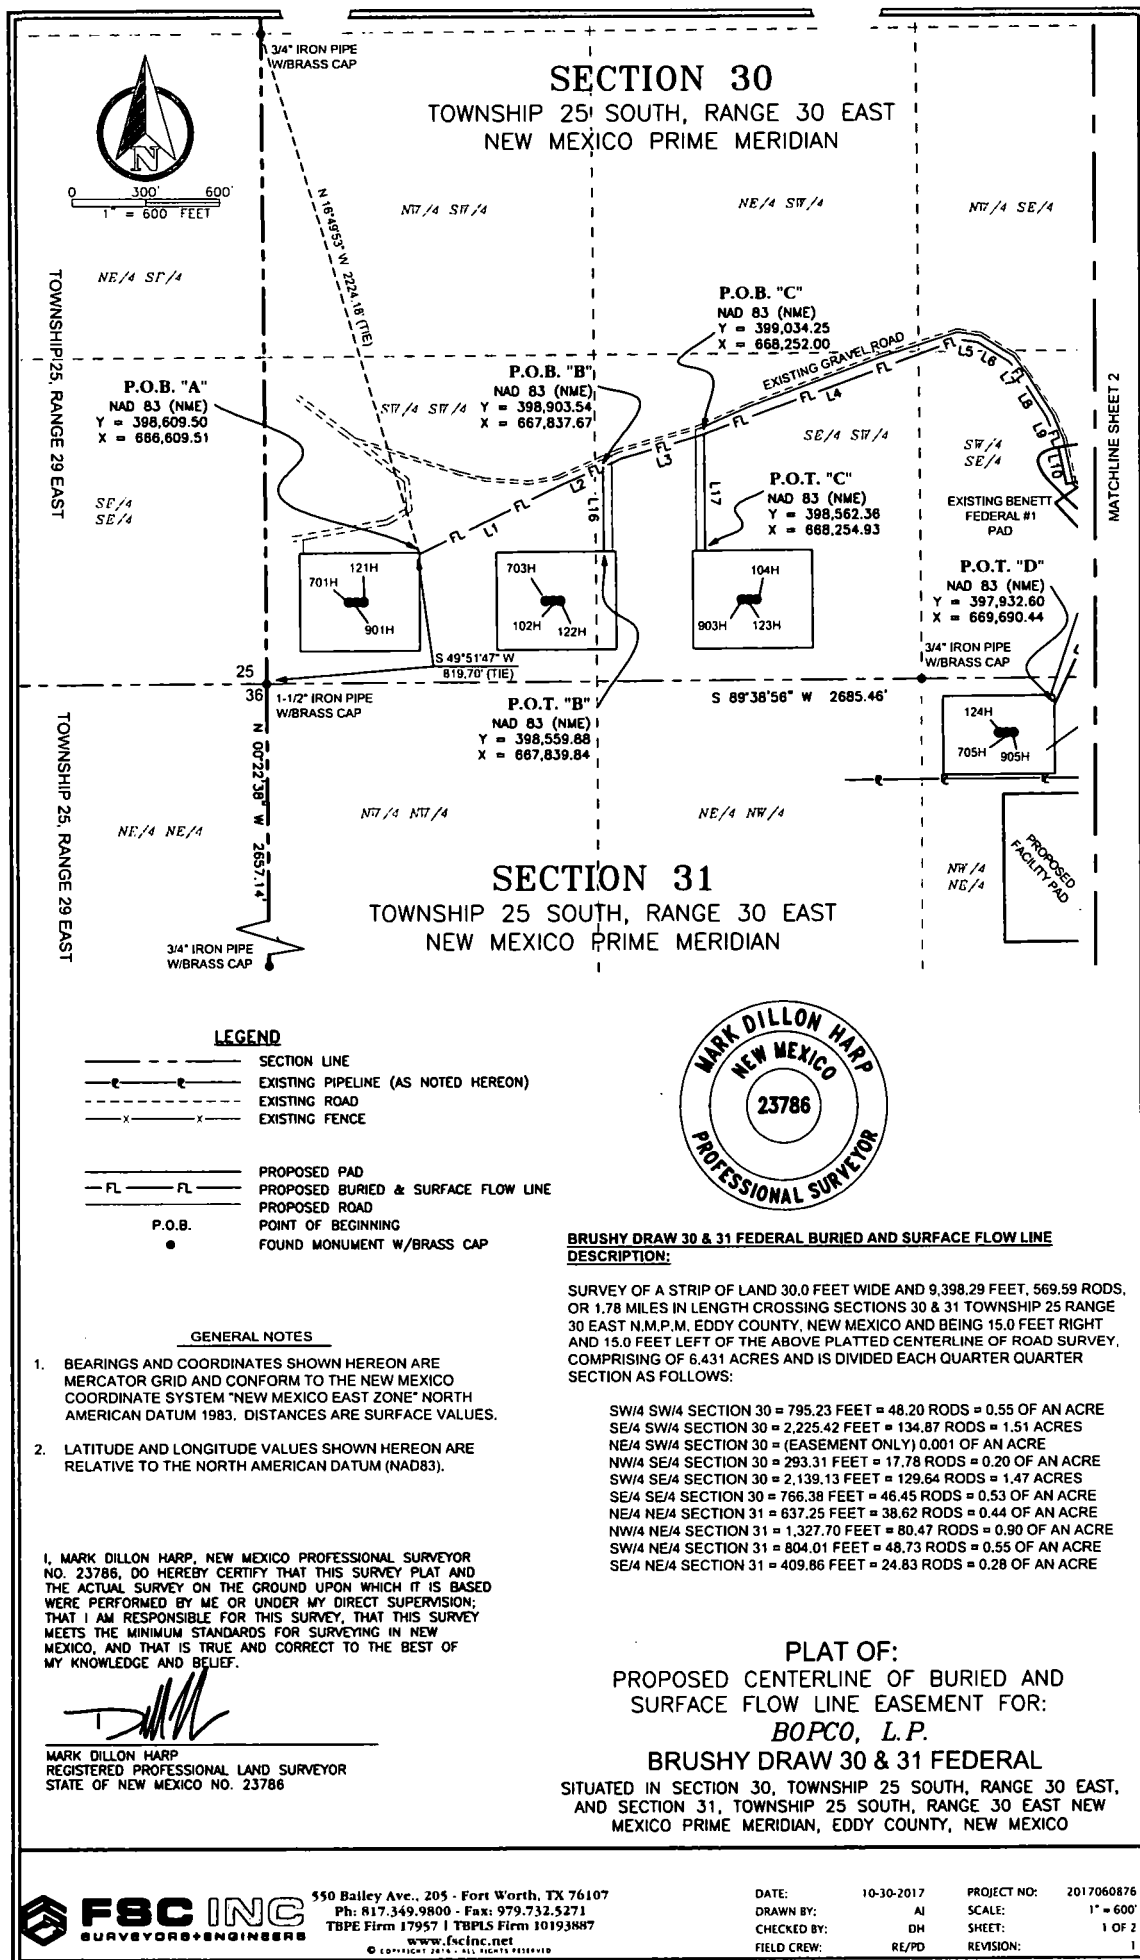 3/4" IRON PIPE
W/BRASS CAP
SECTION 30
TOWNSHIP 25 SOUTH, RANGE 30 EAST
NEW MEXICO PRIME MERIDIAN
N
0 300' 600'
1" = 600 FEET
N 16°49'53" W 2224.18' (TIE)
NW/4 SW/4
NE/4 SW/4
NW/4 SE/4
TOWNSHIP 25, RANGE 29 EAST
P.O.B. "C"
NAD 83 (NME)
Y = 399,034.25
X = 668,252.00
EXISTING GRAVEL ROAD
P.O.B. "A"
NAD 83 (NME)
Y = 398,609.50
X = 666,609.51
P.O.B. "B"
NAD 83 (NME)
Y = 398,903.54
X = 667,837.67
SW/4 SW/4
SE/4 SW/4
SW/4
SE/4
FL L1 FL L2 FL FL L3 FL FL L4 FL FL L5 L6 FL L7 L8 L9 FL L10
L16
L17
MATCHLINE SHEET 2
SE/4
SE/4
P.O.T. "C"
NAD 83 (NME)
Y = 398,562.36
X = 668,254.93
EXISTING BENETT
FEDERAL #1
PAD
P.O.T. "D"
NAD 83 (NME)
Y = 397,932.60
X = 669,690.44
701H 121H
901H
703H
102H 122H
104H
903H 123H
3/4" IRON PIPE
W/BRASS CAP
S 49°51'47" W
819.70' (TIE)
25
36
1-1/2" IRON PIPE
W/BRASS CAP
S 89°38'56" W 2685.46'
P.O.T. "B"
NAD 83 (NME)
Y = 398,559.88
X = 667,839.84
124H
705H 905H
TOWNSHIP 25, RANGE 29 EAST
N 00°22'38" W 2657.14'
NE/4 NE/4
NW/4 NW/4
NE/4 NW/4
NW/4
NE/4
PROPOSED
FACILITY PAD
SECTION 31
TOWNSHIP 25 SOUTH, RANGE 30 EAST
NEW MEXICO PRIME MERIDIAN
3/4" IRON PIPE
W/BRASS CAP
LEGEND
SECTION LINE
EXISTING PIPELINE (AS NOTED HEREON)
EXISTING ROAD
x x EXISTING FENCE
PROPOSED PAD
FL FL PROPOSED BURIED & SURFACE FLOW LINE
PROPOSED ROAD
P.O.B. POINT OF BEGINNING
FOUND MONUMENT W/BRASS CAP
MARK DILLON HARP
NEW MEXICO
23786
PROFESSIONAL SURVEYOR
GENERAL NOTES
1. BEARINGS AND COORDINATES SHOWN HEREON ARE
MERCATOR GRID AND CONFORM TO THE NEW MEXICO
COORDINATE SYSTEM "NEW MEXICO EAST ZONE" NORTH
AMERICAN DATUM 1983. DISTANCES ARE SURFACE VALUES.
2. LATITUDE AND LONGITUDE VALUES SHOWN HEREON ARE
RELATIVE TO THE NORTH AMERICAN DATUM (NAD83).
I, MARK DILLON HARP, NEW MEXICO PROFESSIONAL SURVEYOR
NO. 23786, DO HEREBY CERTIFY THAT THIS SURVEY PLAT AND
THE ACTUAL SURVEY ON THE GROUND UPON WHICH IT IS BASED
WERE PERFORMED BY ME OR UNDER MY DIRECT SUPERVISION;
THAT I AM RESPONSIBLE FOR THIS SURVEY, THAT THIS SURVEY
MEETS THE MINIMUM STANDARDS FOR SURVEYING IN NEW
MEXICO, AND THAT IS TRUE AND CORRECT TO THE BEST OF
MY KNOWLEDGE AND BELIEF.
MARK DILLON HARP
REGISTERED PROFESSIONAL LAND SURVEYOR
STATE OF NEW MEXICO NO. 23786
BRUSHY DRAW 30 & 31 FEDERAL BURIED AND SURFACE FLOW LINE
DESCRIPTION:
SURVEY OF A STRIP OF LAND 30.0 FEET WIDE AND 9,398.29 FEET, 569.59 RODS,
OR 1.78 MILES IN LENGTH CROSSING SECTIONS 30 & 31 TOWNSHIP 25 RANGE
30 EAST N.M.P.M, EDDY COUNTY, NEW MEXICO AND BEING 15.0 FEET RIGHT
AND 15.0 FEET LEFT OF THE ABOVE PLATTED CENTERLINE OF ROAD SURVEY,
COMPRISING OF 6.431 ACRES AND IS DIVIDED EACH QUARTER QUARTER
SECTION AS FOLLOWS:
SW/4 SW/4 SECTION 30 = 795.23 FEET = 48.20 RODS = 0.55 OF AN ACRE
SE/4 SW/4 SECTION 30 = 2,225.42 FEET = 134.87 RODS = 1.51 ACRES
NE/4 SW/4 SECTION 30 = (EASEMENT ONLY) 0.001 OF AN ACRE
NW/4 SE/4 SECTION 30 = 293.31 FEET = 17.78 RODS = 0.20 OF AN ACRE
SW/4 SE/4 SECTION 30 = 2,139.13 FEET = 129.64 RODS = 1.47 ACRES
SE/4 SE/4 SECTION 30 = 766.38 FEET = 46.45 RODS = 0.53 OF AN ACRE
NE/4 NE/4 SECTION 31 = 637.25 FEET = 38.62 RODS = 0.44 OF AN ACRE
NW/4 NE/4 SECTION 31 = 1,327.70 FEET = 80.47 RODS = 0.90 OF AN ACRE
SW/4 NE/4 SECTION 31 = 804.01 FEET = 48.73 RODS = 0.55 OF AN ACRE
SE/4 NE/4 SECTION 31 = 409.86 FEET = 24.83 RODS = 0.28 OF AN ACRE
PLAT OF:
PROPOSED CENTERLINE OF BURIED AND
SURFACE FLOW LINE EASEMENT FOR:
BOPCO, L.P.
BRUSHY DRAW 30 & 31 FEDERAL
SITUATED IN SECTION 30, TOWNSHIP 25 SOUTH, RANGE 30 EAST,
AND SECTION 31, TOWNSHIP 25 SOUTH, RANGE 30 EAST NEW
MEXICO PRIME MERIDIAN, EDDY COUNTY, NEW MEXICO
FSC INC
SURVEYORS+ENGINEERS
550 Bailey Ave., 205 - Fort Worth, TX 76107
Ph: 817.349.9800 - Fax: 979.732.5271
TBPE Firm 17957 | TBPLS Firm 10193887
www.fscinc.net
© COPYRIGHT 2016 - ALL RIGHTS RESERVED
DATE: 10-30-2017 PROJECT NO: 2017060876
DRAWN BY: AI SCALE: 1" = 600'
CHECKED BY: DH SHEET: 1 OF 2
FIELD CREW: RE/PD REVISION: 1